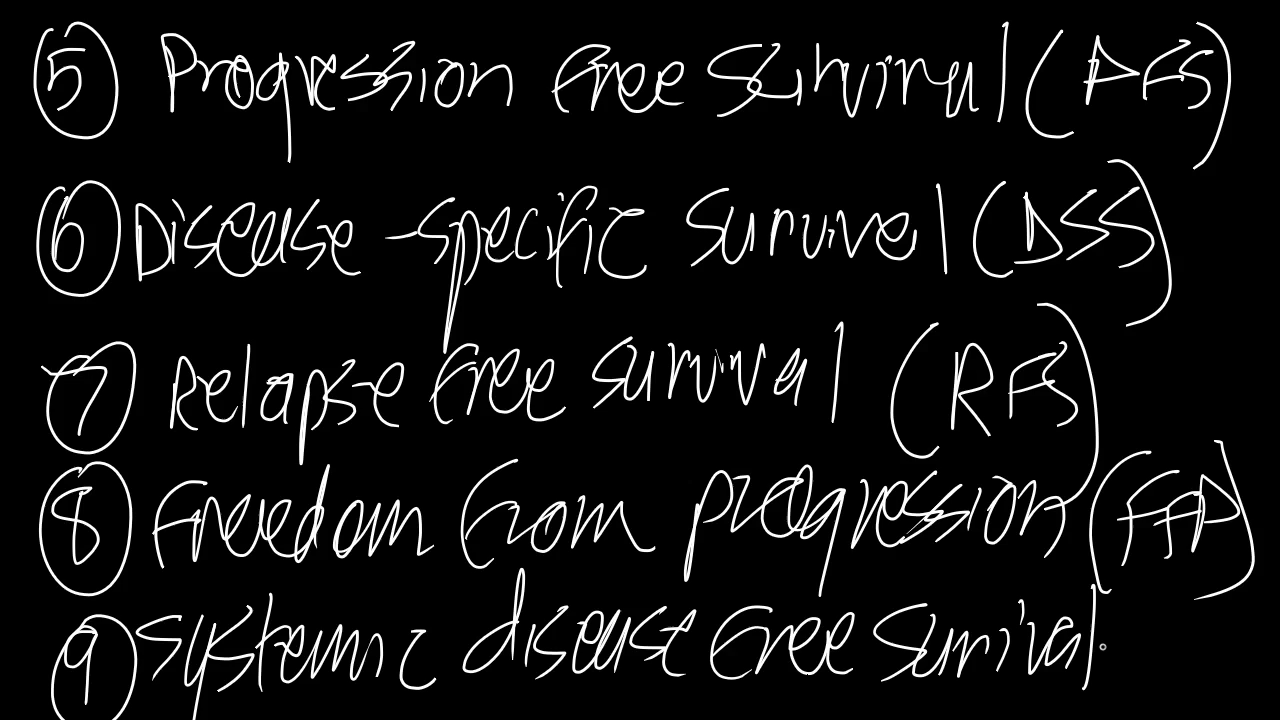 ⑤ Progression free survival (PFS)
⑥ Disease-specific survival (DSS)
⑦ Relapse free survival (RFS)
⑧ Freedom from progression (FFP)
⑨ systemic disease free survival